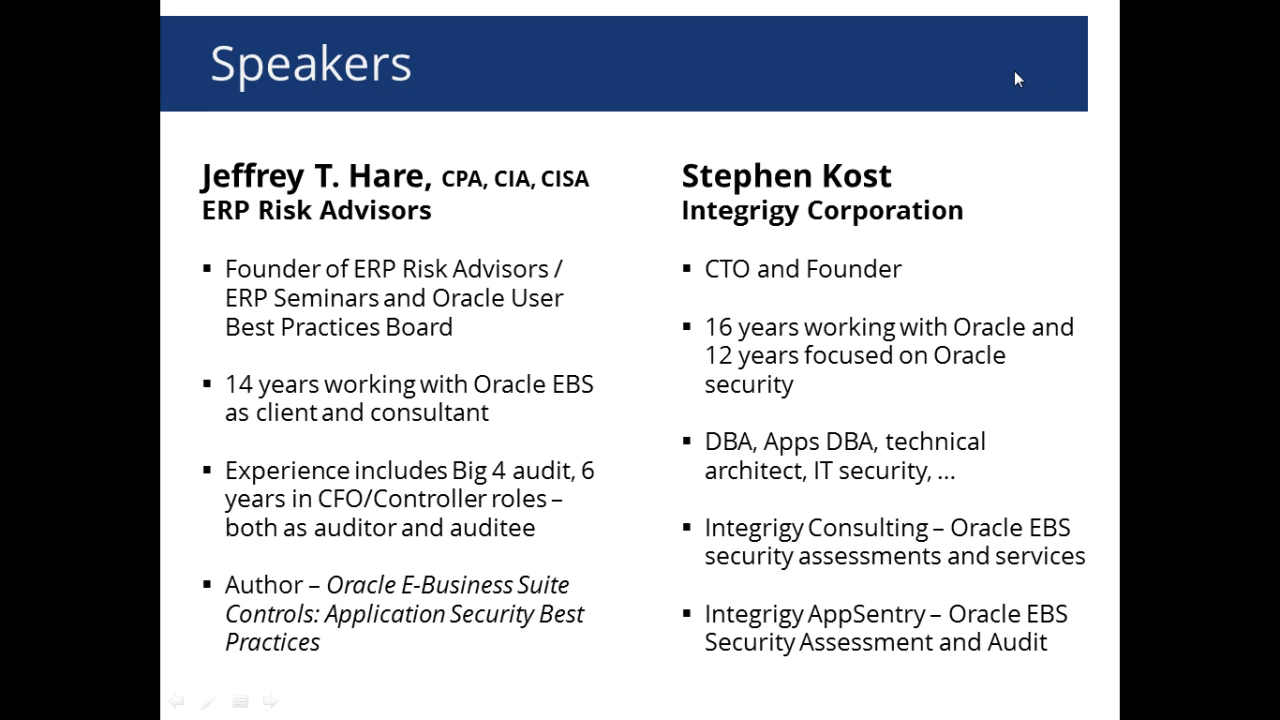 Speakers
Jeffrey T. Hare, CPA, CIA, CISA
ERP Risk Advisors
▪ Founder of ERP Risk Advisors /
ERP Seminars and Oracle User
Best Practices Board
▪ 14 years working with Oracle EBS
as client and consultant
▪ Experience includes Big 4 audit, 6
years in CFO/Controller roles –
both as auditor and auditee
▪ Author – Oracle E-Business Suite
Controls: Application Security Best
Practices
Stephen Kost
Integrigy Corporation
▪ CTO and Founder
▪ 16 years working with Oracle and
12 years focused on Oracle
security
▪ DBA, Apps DBA, technical
architect, IT security, ...
▪ Integrigy Consulting – Oracle EBS
security assessments and services
▪ Integrigy AppSentry – Oracle EBS
Security Assessment and Audit